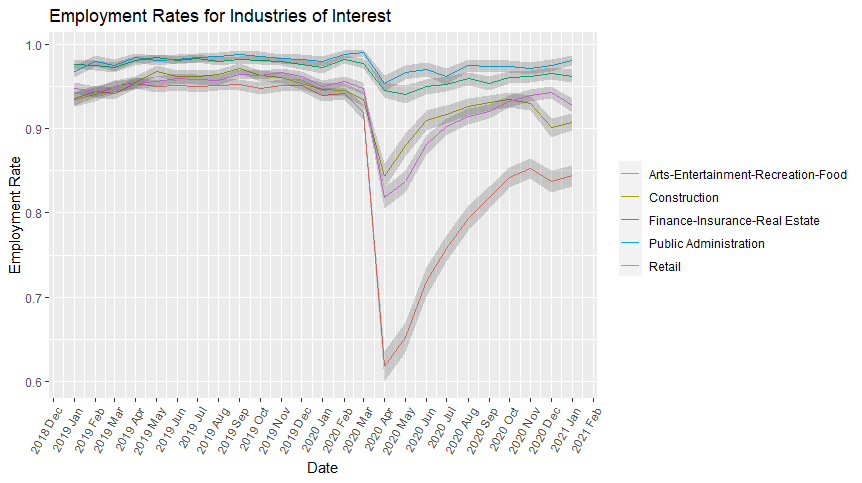 Employment Rates for Industries of Interest
Employment Rate
1.0
0.9
0.8
0.7
0.6
2018 Dec
2019 Jan
2019 Feb
2019 Mar
2019 Apr
2019 May
2019 Jun
2019 Jul
2019 Aug
2019 Sep
2019 Oct
2019 Nov
2019 Dec
2020 Jan
2020 Feb
2020 Mar
2020 Apr
2020 May
2020 Jun
2020 Jul
2020 Aug
2020 Sep
2020 Oct
2020 Nov
2020 Dec
2021 Jan
2021 Feb
Date
Arts-Entertainment-Recreation-Food
Construction
Finance-Insurance-Real Estate
Public Administration
Retail